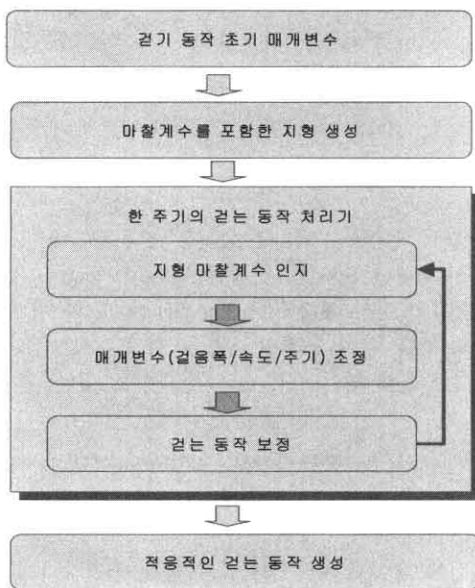 걷기 동작 초기 매개변수
마찰계수를 포함한 지형 생성
한 주기의 걷는 동작 처리기
지형 마찰계수 인지
매개변수(걸음폭/속도/주기) 조정
걷는 동작 보정
적응적인 걷는 동작 생성